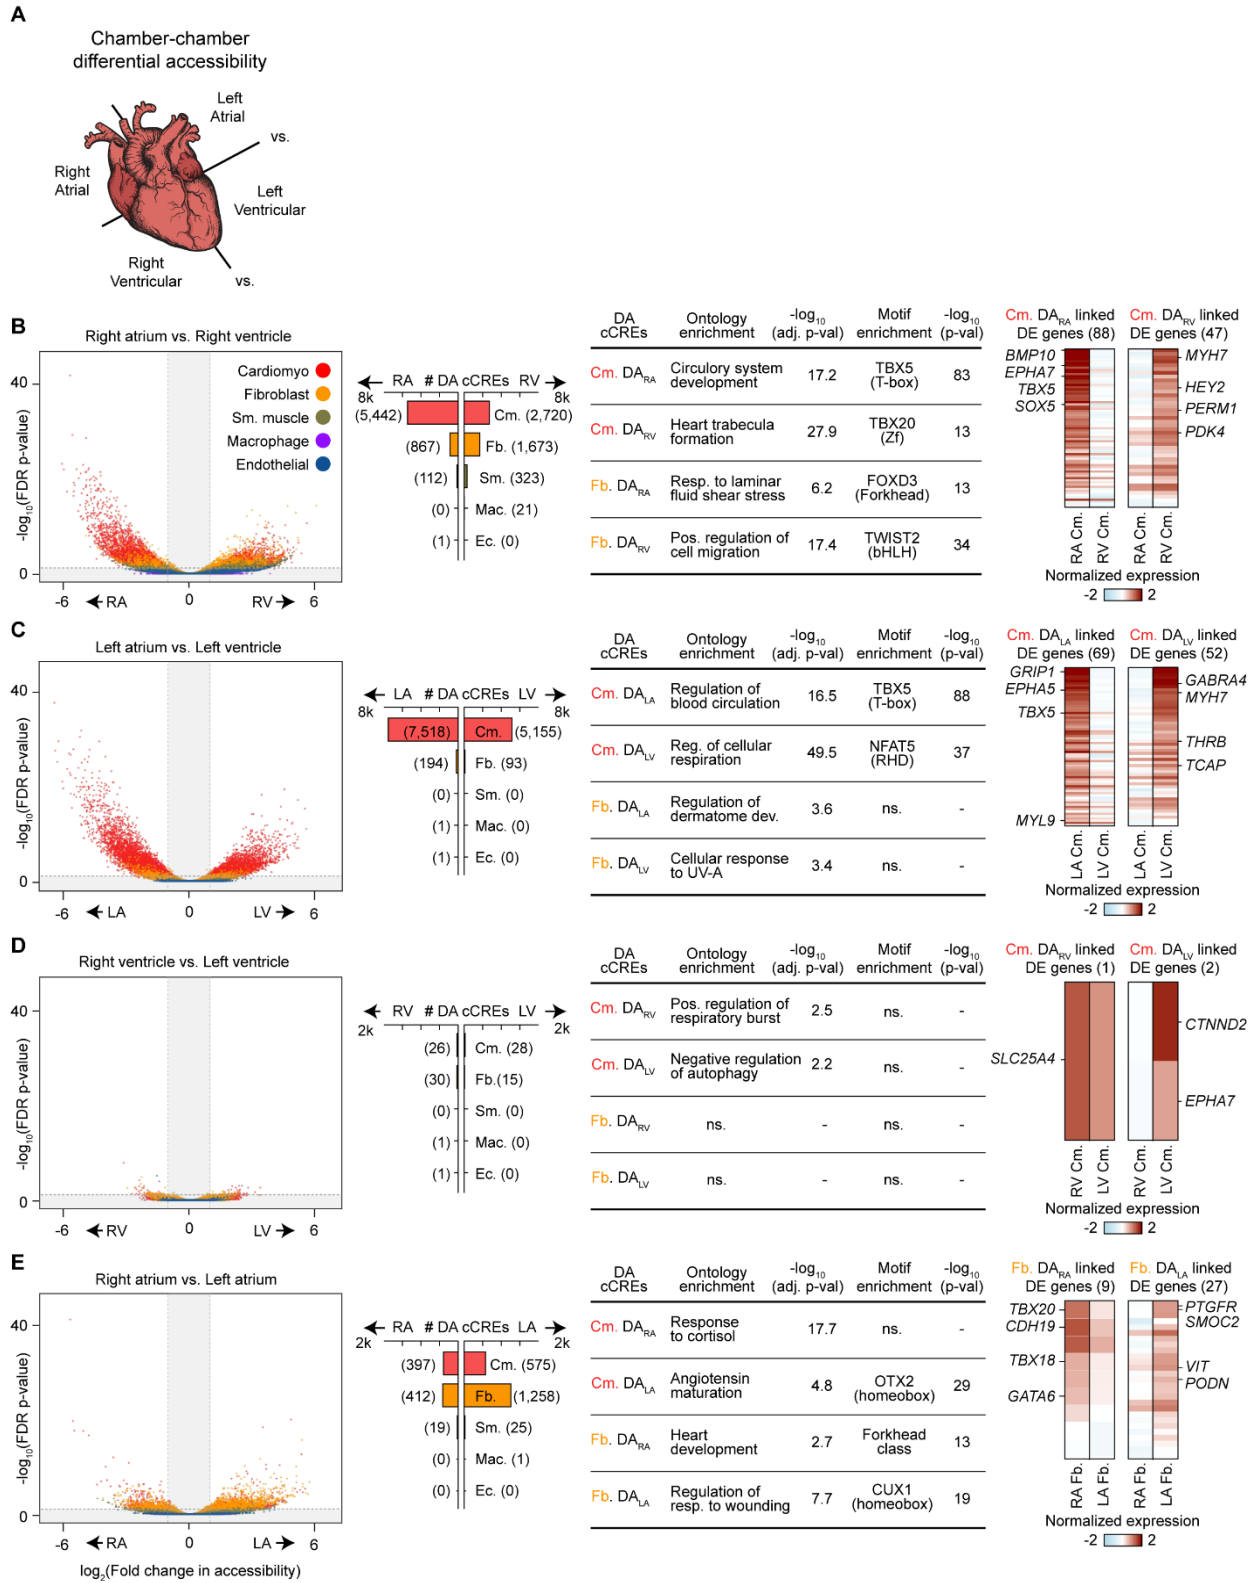 A
Chamber-chamber
differential accessibility
Left
Atrial
vs.
Right
Atrial
Left
Ventricular
Right
Ventricular
vs.
B
Right atrium vs. Right ventricle
40
0
-log10(FDR p-value)
Cardiomyo
Fibroblast
Sm. muscle
Macrophage
Endothelial
-6
RA
0
RV
6
RA # DA cCREs RV
8k 8k
(5,442) Cm. (2,720)
(867) Fb. (1,673)
(112) Sm. (323)
(0) Mac. (21)
(1) Ec. (0)
DA cCREs
Ontology enrichment
-log10 (adj. p-val)
Motif enrichment
-log10 (p-val)
Cm. DARA Circulory system development 17.2 TBX5 (T-box) 83
Cm. DARV Heart trabecula formation 27.9 TBX20 (Zf) 13
Fb. DARA Resp. to laminar fluid shear stress 6.2 FOXD3 (Forkhead) 13
Fb. DARV Pos. regulation of cell migration 17.4 TWIST2 (bHLH) 34
Cm. DARA linked DE genes (88)
Cm. DARV linked DE genes (47)
BMP10
EPHA7
TBX5
SOX5
MYH7
HEY2
PERM1
PDK4
RA Cm.
RV Cm.
RA Cm.
RV Cm.
Normalized expression
-2 2
C
Left atrium vs. Left ventricle
40
0
-log10(FDR p-value)
-6
LA
0
LV
6
LA # DA cCREs LV
8k 8k
(7,518) Cm. (5,155)
(194) Fb. (93)
(0) Sm. (0)
(1) Mac. (0)
(1) Ec. (0)
DA cCREs
Ontology enrichment
-log10 (adj. p-val)
Motif enrichment
-log10 (p-val)
Cm. DALA Regulation of blood circulation 16.5 TBX5 (T-box) 88
Cm. DALV Reg. of cellular respiration 49.5 NFAT5 (RHD) 37
Fb. DALA Regulation of dermatome dev. 3.6 ns. -
Fb. DALV Cellular response to UV-A 3.4 ns. -
Cm. DALA linked DE genes (69)
Cm. DALV linked DE genes (52)
GRIP1
EPHA5
TBX5
MYL9
GABRA4
MYH7
THRB
TCAP
LA Cm.
LV Cm.
LA Cm.
LV Cm.
Normalized expression
-2 2
D
Right ventricle vs. Left ventricle
40
0
-log10(FDR p-value)
-6
RV
0
LV
6
RV # DA cCREs LV
2k 2k
(26) Cm. (28)
(30) Fb.(15)
(0) Sm. (0)
(1) Mac. (0)
(1) Ec. (0)
DA cCREs
Ontology enrichment
-log10 (adj. p-val)
Motif enrichment
-log10 (p-val)
Cm. DARV Pos. regulation of respiratory burst 2.5 ns. -
Cm. DALV Negative regulation of autophagy 2.2 ns. -
Fb. DARV ns. - ns. -
Fb. DALV ns. - ns. -
Cm. DARV linked DE genes (1)
Cm. DALV linked DE genes (2)
SLC25A4
CTNND2
EPHA7
RV Cm.
LV Cm.
RV Cm.
LV Cm.
Normalized expression
-2 2
E
Right atrium vs. Left atrium
40
0
-log10(FDR p-value)
-6
RA
0
LA
6
log2(Fold change in accessibility)
RA # DA cCREs LA
2k 2k
(397) Cm. (575)
(412) Fb. (1,258)
(19) Sm. (25)
(0) Mac. (1)
(0) Ec. (0)
DA cCREs
Ontology enrichment
-log10 (adj. p-val)
Motif enrichment
-log10 (p-val)
Cm. DARA Response to cortisol 17.7 ns. -
Cm. DALA Angiotensin maturation 4.8 OTX2 (homeobox) 29
Fb. DARA Heart development 2.7 Forkhead class 13
Fb. DALA Regulation of resp. to wounding 7.7 CUX1 (homeobox) 19
Fb. DARA linked DE genes (9)
Fb. DALA linked DE genes (27)
TBX20
CDH19
TBX18
GATA6
PTGFR
SMOC2
VIT
PODN
RA Fb.
LA Fb.
RA Fb.
LA Fb.
Normalized expression
-2 2